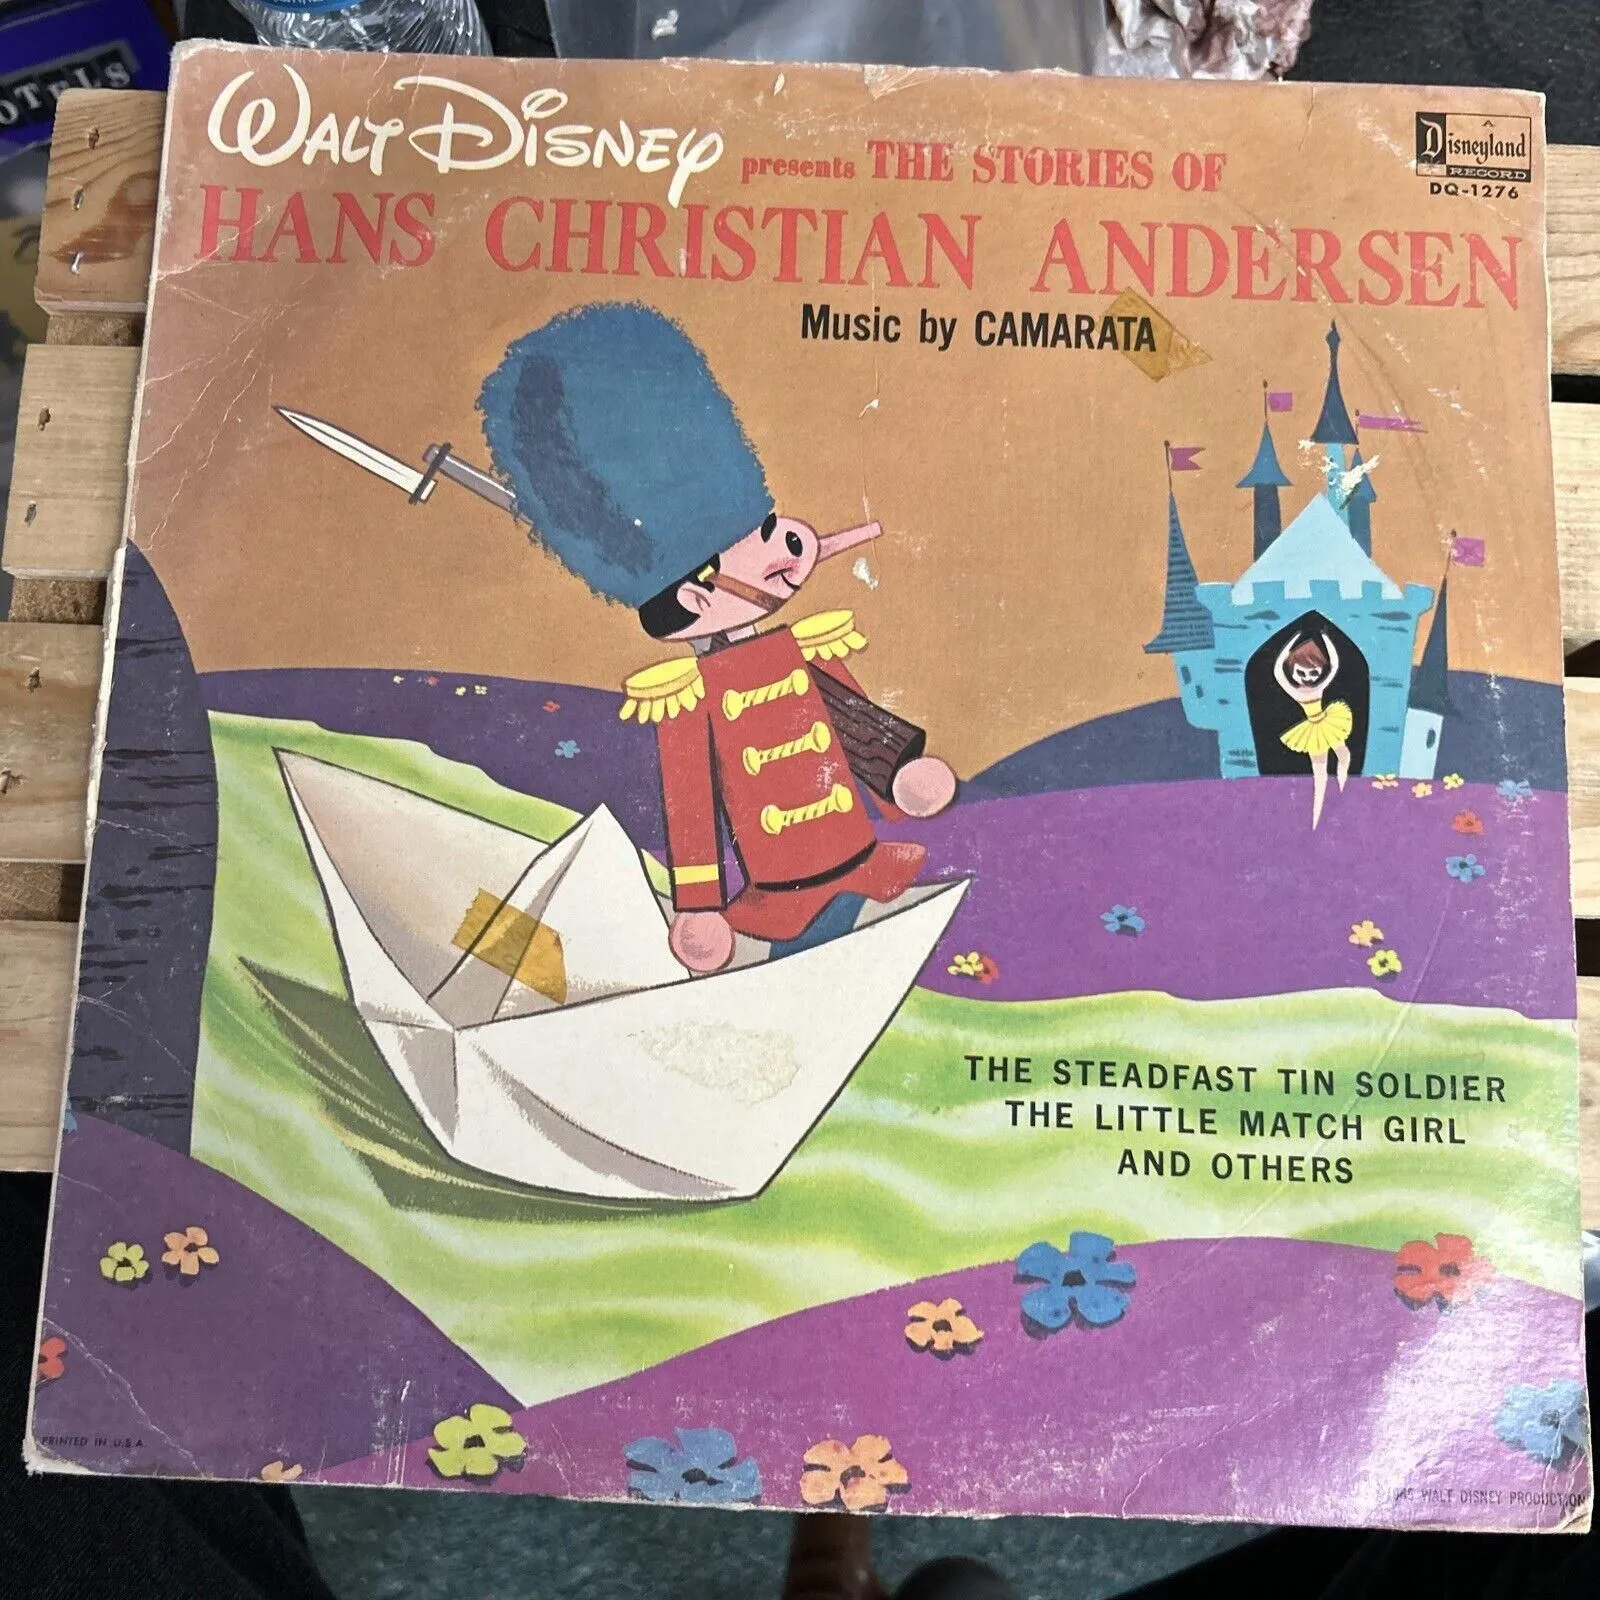 WALT DISNEY presents THE STORIES OF
HANS CHRISTIAN ANDERSEN
Music by CAMARATA
A
Disneyland
RECORD
DQ-1276
THE STEADFAST TIN SOLDIER
THE LITTLE MATCH GIRL
AND OTHERS
PRINTED IN U.S.A.
WALT DISNEY PRODUCTION